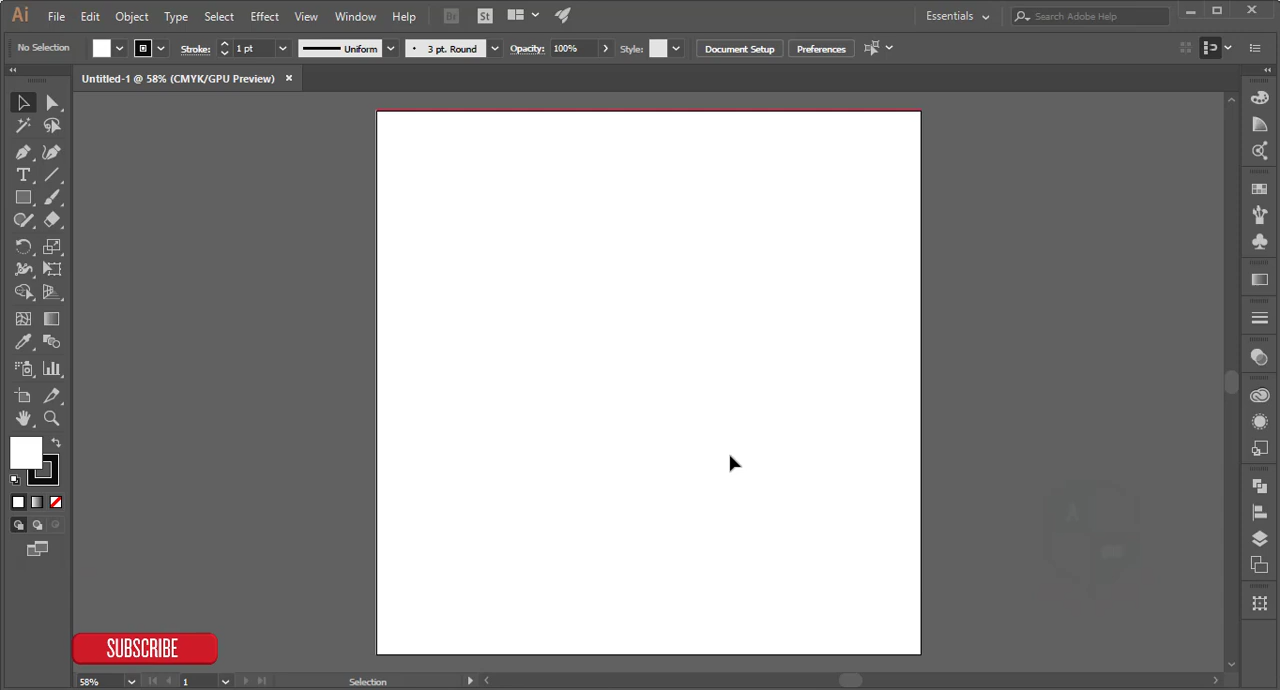 Ai File Edit Object Type Select Effect View Window Help Br St Essentials Search Adobe Help
No Selection Stroke: 1 pt Uniform 3 pt. Round Opacity: 100% Style: Document Setup Preferences
Untitled-1 @ 58% (CMYK/GPU Preview)
SUBSCRIBE
58% 1 Selection